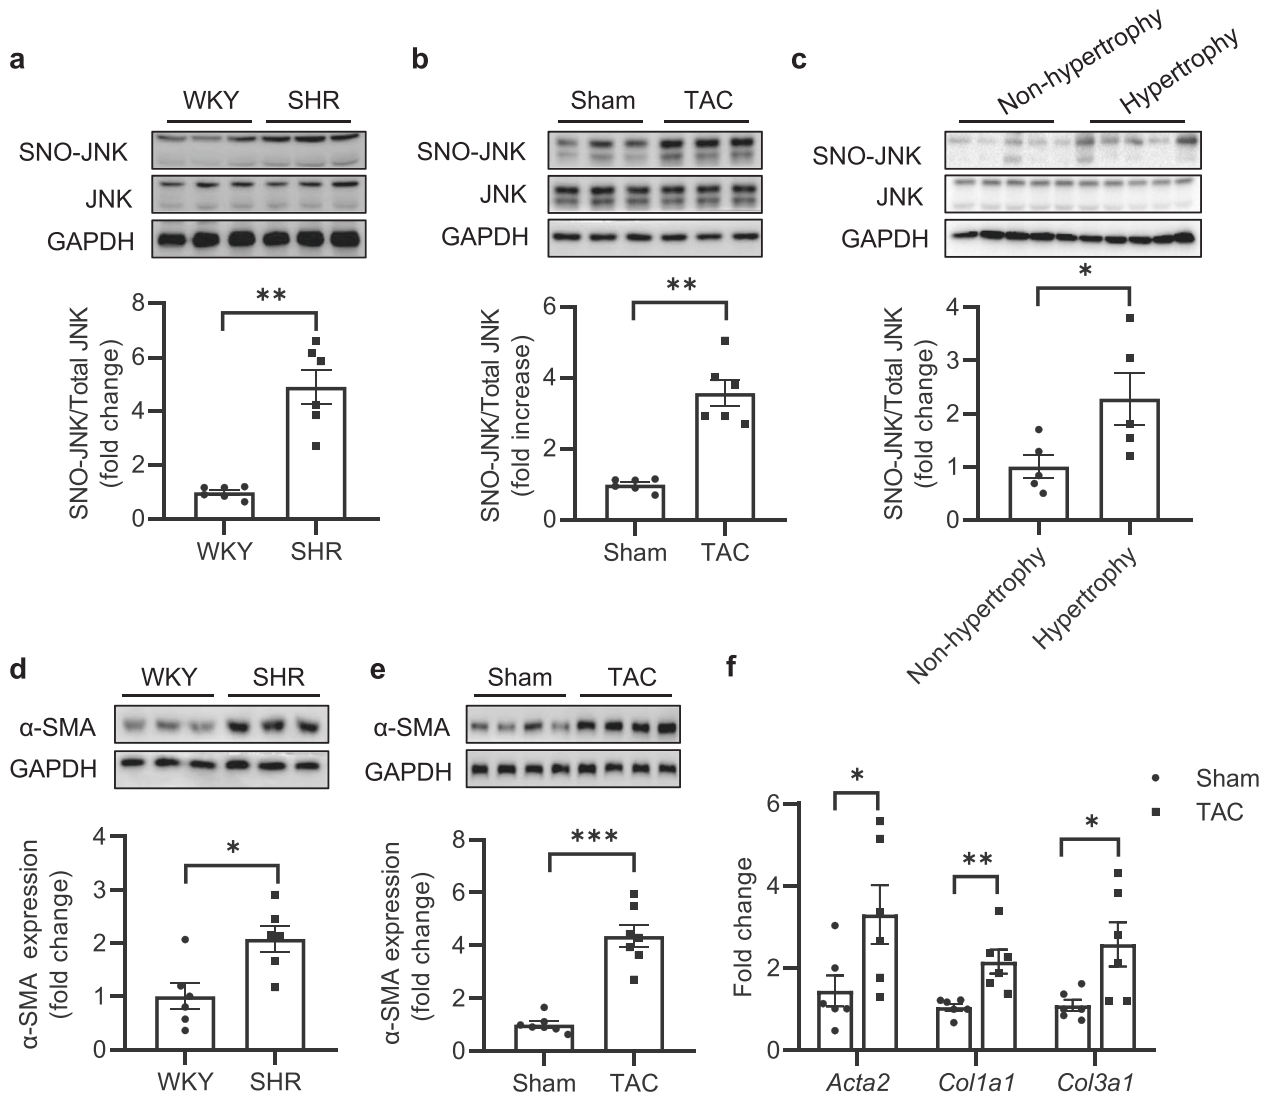 a
WKY SHR
SNO-JNK
JNK
GAPDH
**
SNO-JNK/Total JNK
(fold change)
8
6
4
2
0
WKY SHR
b
Sham TAC
SNO-JNK
JNK
GAPDH
**
SNO-JNK/Total JNK
(fold increase)
6
4
2
0
Sham TAC
c
Non-hypertrophy Hypertrophy
SNO-JNK
JNK
GAPDH
*
SNO-JNK/Total JNK
(fold change)
4
3
2
1
0
Non-hypertrophy Hypertrophy
d
WKY SHR
α-SMA
GAPDH
*
α-SMA expression
(fold change)
4
3
2
1
0
WKY SHR
e
Sham TAC
α-SMA
GAPDH
***
α-SMA expression
(fold change)
8
6
4
2
0
Sham TAC
f
Sham
TAC
* ** *
Fold change
6
4
2
0
Acta2 Col1a1 Col3a1